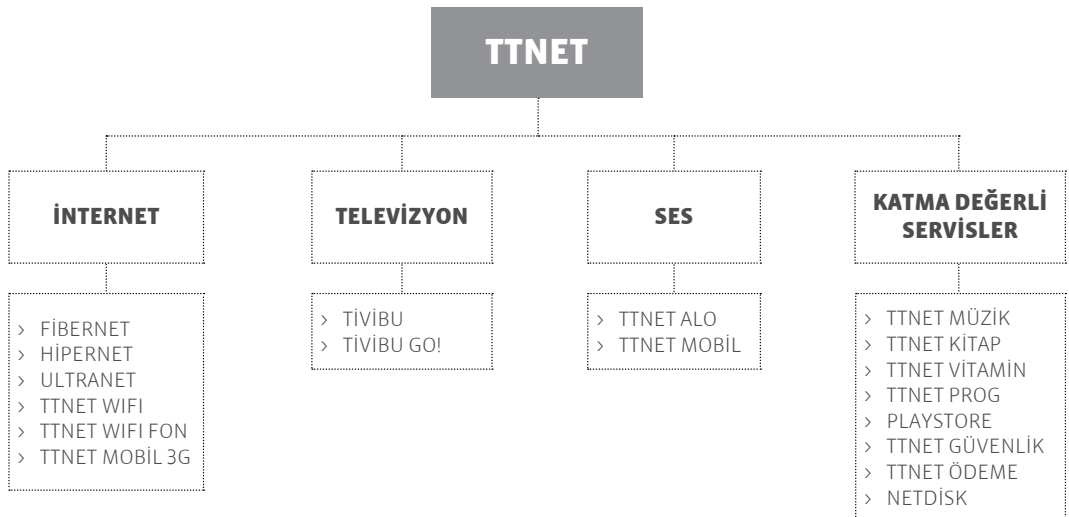 TTNET
İNTERNET
> FİBERNET
> HİPERNET
> ULTRANET
> TTNET WIFI
> TTNET WIFI FON
> TTNET MOBİL 3G
TELEVİZYON
> TİVİBU
> TİVİBU GO!
SES
> TTNET ALO
> TTNET MOBİL
KATMA DEĞERLİ
SERVİSLER
> TTNET MÜZİK
> TTNET KİTAP
> TTNET VİTAMİN
> TTNET PROG
> PLAYSTORE
> TTNET GÜVENLİK
> TTNET ÖDEME
> NETDİSK